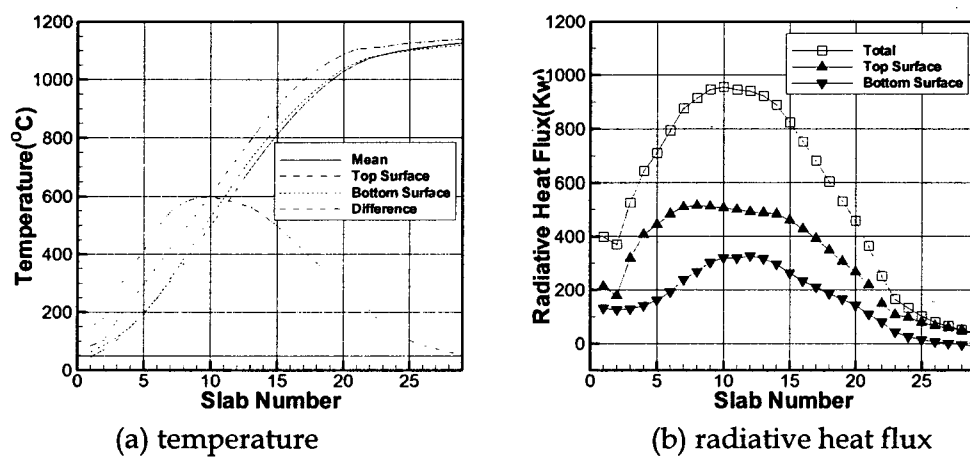 1200
1000
800
600
400
200
0
Temperature(°C)
Mean
Top Surface
Bottom Surface
Difference
0 5 10 15 20 25
Slab Number
(a) temperature
1200
1000
800
600
400
200
0
Radiative Heat Flux(Kw)
Total
Top Surface
Bottom Surface
0 5 10 15 20 25
Slab Number
(b) radiative heat flux